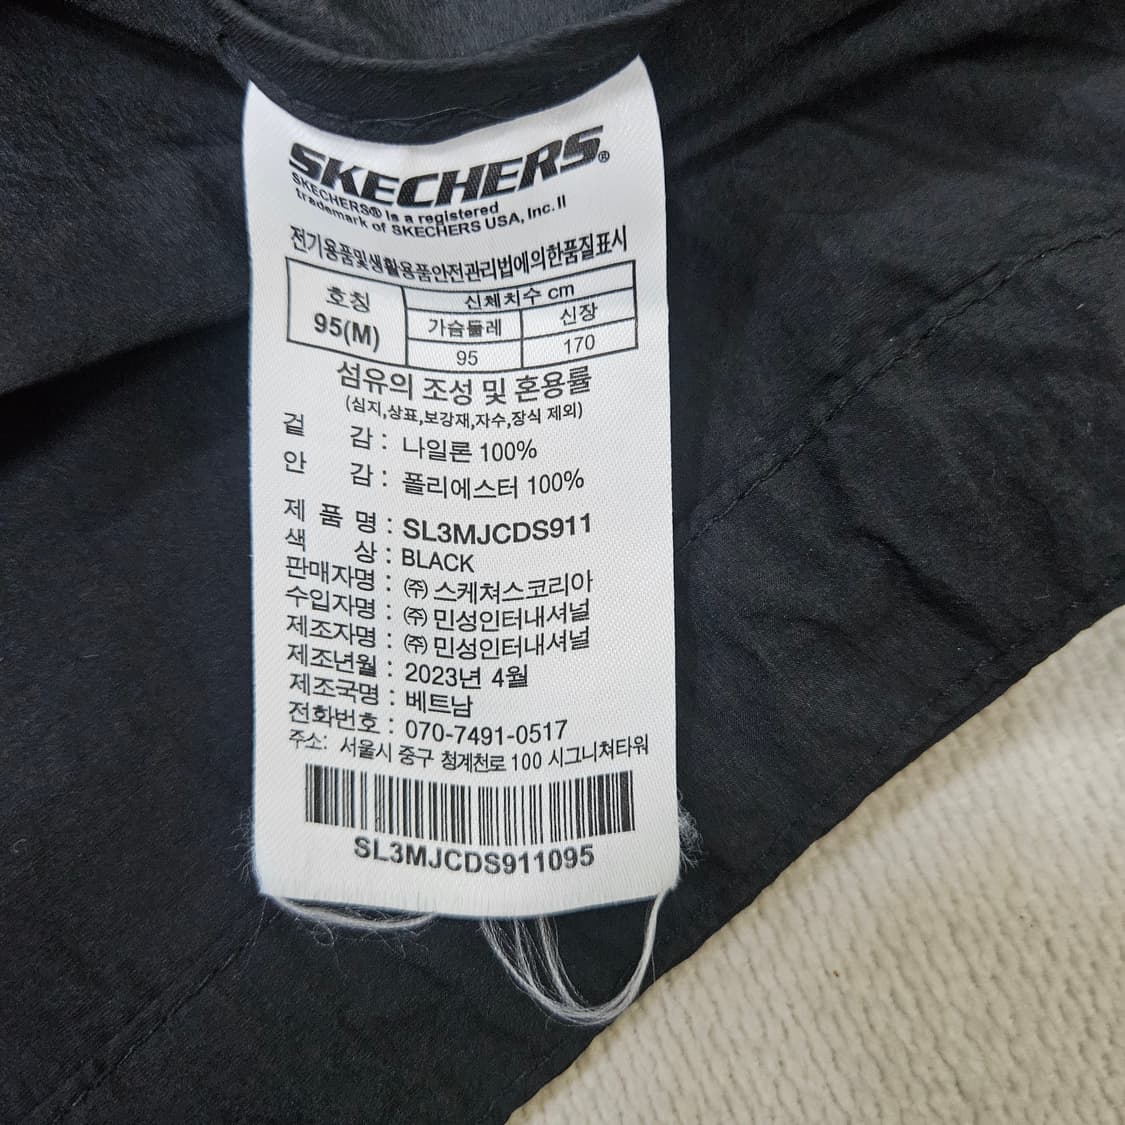 SKECHERS®
SKECHERS® is a registered
trademark of SKECHERS USA, Inc.II
전기용품및생활용품안전관리법에의한품질표시
호칭 신체치수 cm
95(M) 가슴둘레 신장
95 170
섬유의 조성 및 혼용률
(심지,상표,보강재,자수,장식 제외)
겉 감 : 나일론 100%
안 감 : 폴리에스터 100%
제 품 명 : SL3MJCDS911
색 상 : BLACK
판매자명 : ㈜ 스케쳐스코리아
수입자명 : ㈜ 민성인터내셔널
제조자명 : ㈜ 민성인터내셔널
제조년월 : 2023년 4월
제조국명 : 베트남
전화번호 : 070-7491-0517
주소: 서울시 중구 청계천로 100 시그니쳐타워
SL3MJCDS911095